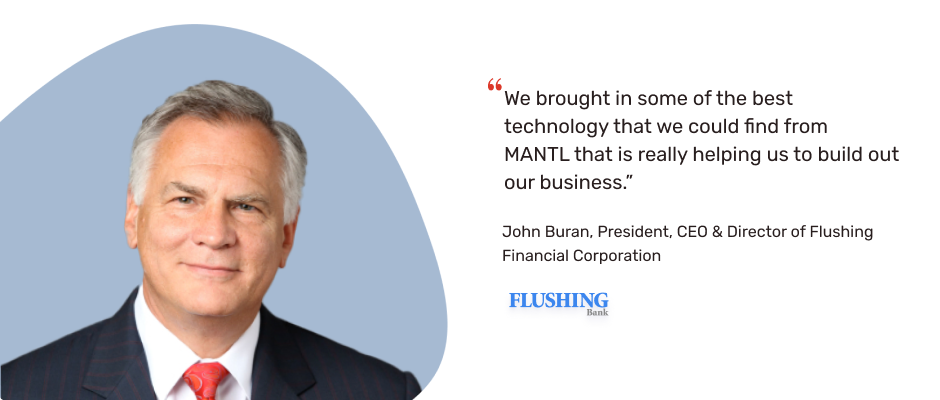 “We brought in some of the best
technology that we could find from
MANTL that is really helping us to build out
our business.”
John Buran, President, CEO & Director of Flushing
Financial Corporation
FLUSHING
Bank